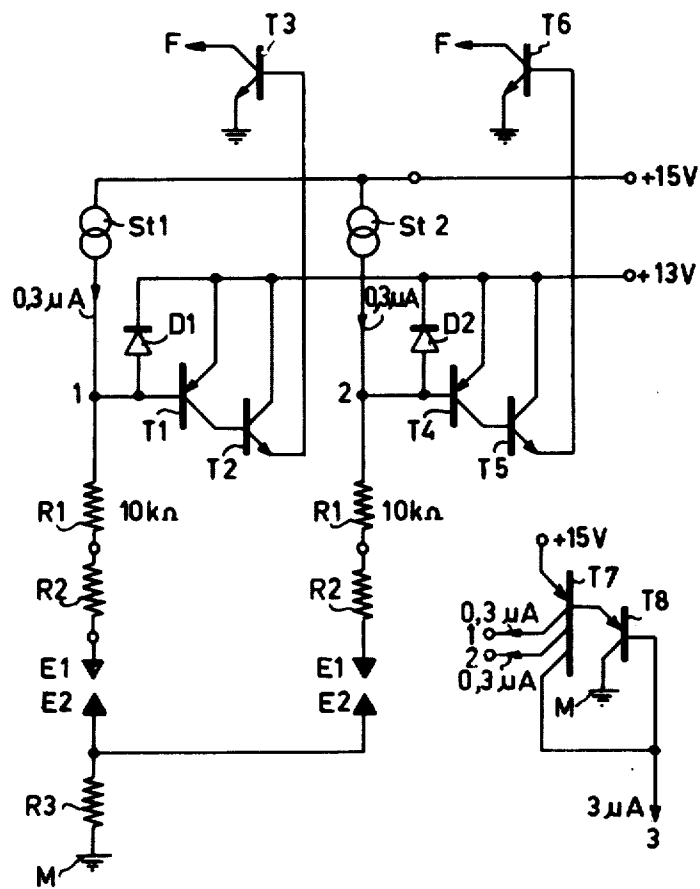 F T3 F T6
St1 St2 +15V
0,3µA 0,3µA +13V
D1 D2
1 2
T1 T2 T4 T5
R1 10kΩ R1 10kΩ
R2 R2
+15V
T7 T8
0,3µA
1
2
0,3µA
E1 E1
E2 E2
M
R3
3µA
3
M